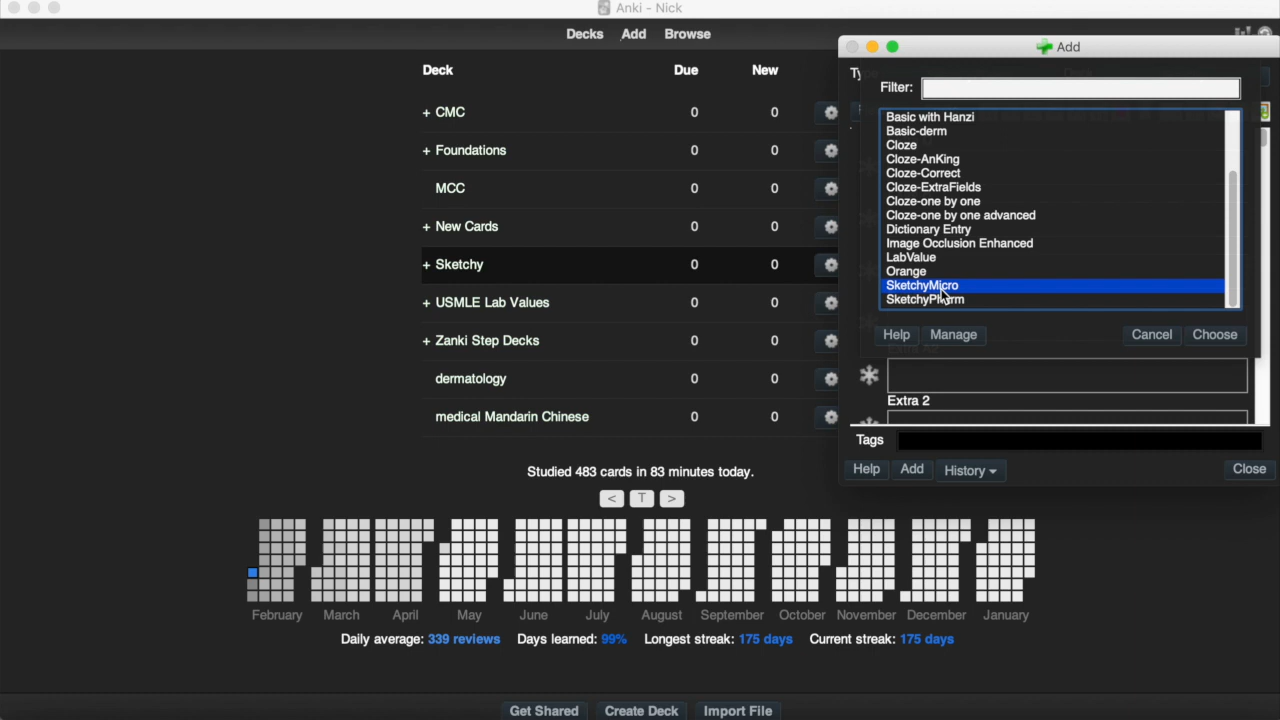 Anki - Nick
Decks Add Browse
Deck Due New
+ CMC 0 0
+ Foundations 0 0
MCC 0 0
+ New Cards 0 0
+ Sketchy 0 0
+ USMLE Lab Values 0 0
+ Zanki Step Decks 0 0
dermatology 0 0
medical Mandarin Chinese 0 0
Studied 483 cards in 83 minutes today.
< T >
February March April May June July August September October November December January
Daily average: 339 reviews Days learned: 99% Longest streak: 175 days Current streak: 175 days
Get Shared Create Deck Import File
Add
Filter:
Basic with Hanzi
Basic-derm
Cloze
Cloze-AnKing
Cloze-Correct
Cloze-ExtraFields
Cloze-one by one
Cloze-one by one advanced
Dictionary Entry
Image Occlusion Enhanced
LabValue
Orange
SketchyMicro
SketchyPharm
Help Manage Cancel Choose
Extra 2
Tags
Help Add History Close